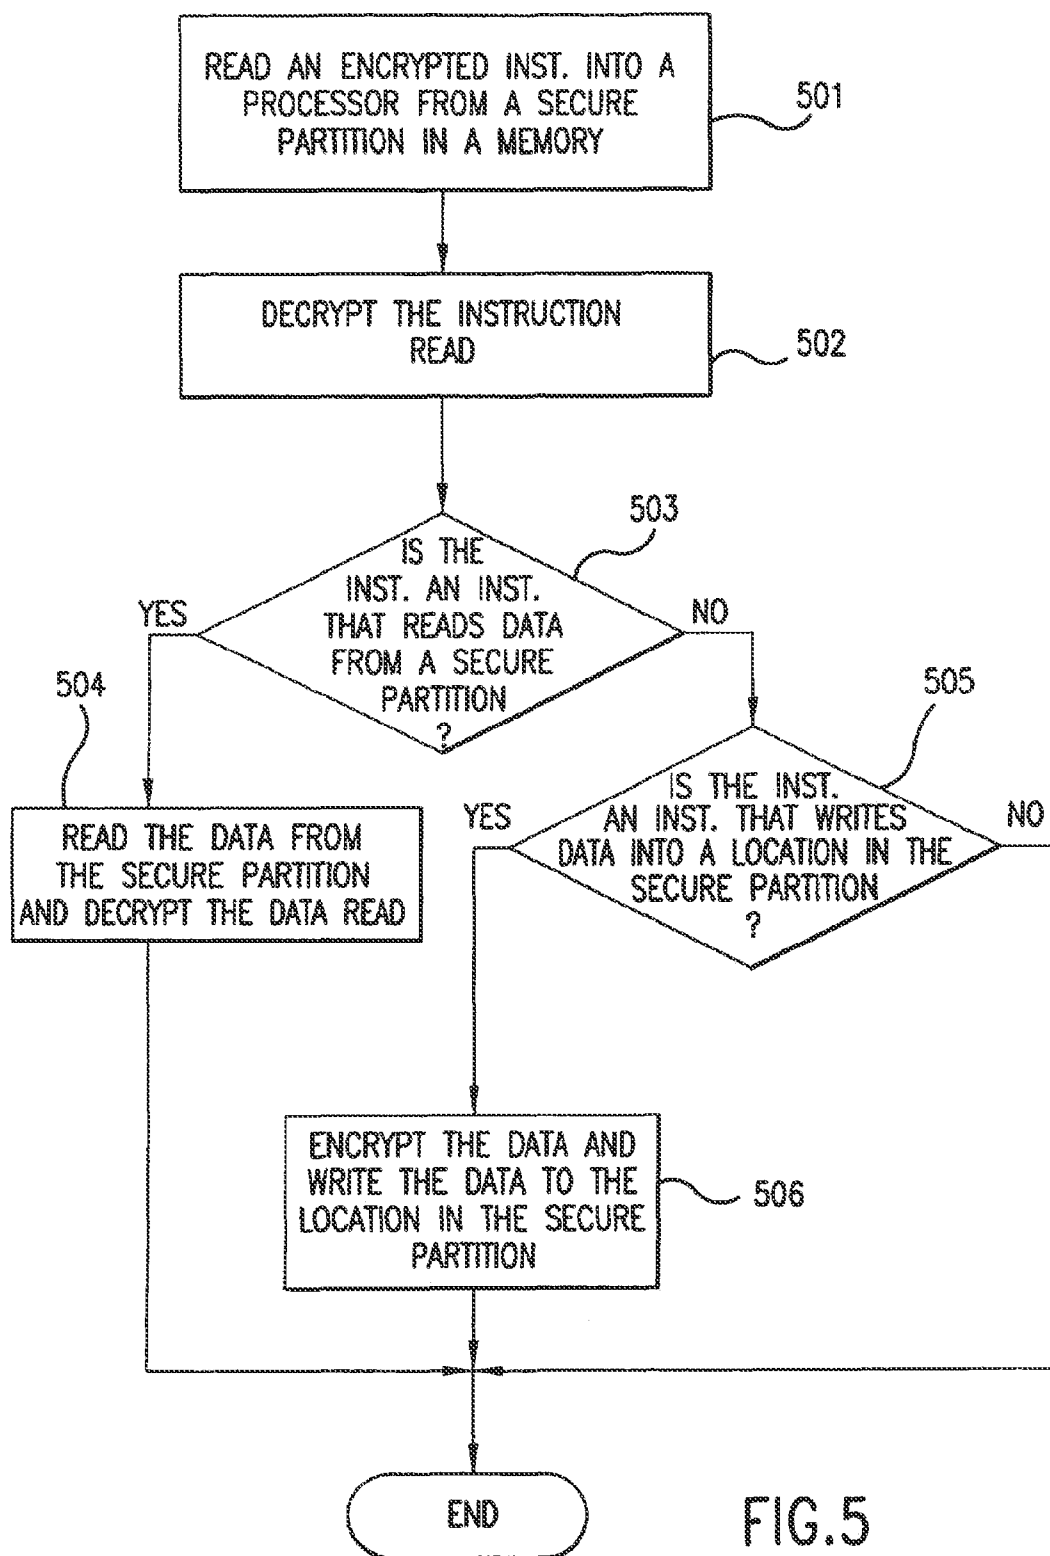 READ AN ENCRYPTED INST. INTO A
PROCESSOR FROM A SECURE
PARTITION IN A MEMORY
501
DECRYPT THE INSTRUCTION
READ
502
503
IS THE
INST. AN INST.
THAT READS DATA
FROM A SECURE
PARTITION
?
YES
NO
504
READ THE DATA FROM
THE SECURE PARTITION
AND DECRYPT THE DATA READ
505
IS THE INST.
AN INST. THAT WRITES
DATA INTO A LOCATION IN THE
SECURE PARTITION
?
YES
NO
ENCRYPT THE DATA AND
WRITE THE DATA TO THE
LOCATION IN THE SECURE
PARTITION
506
END
FIG.5